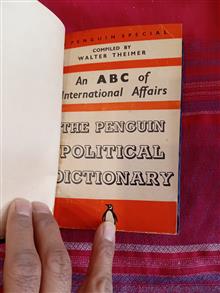 PENGUIN SPECIAL
COMPILED BY
WALTER THEIMER
An ABC of
International Affairs
THE PENGUIN
POLITICAL
DICTIONARY